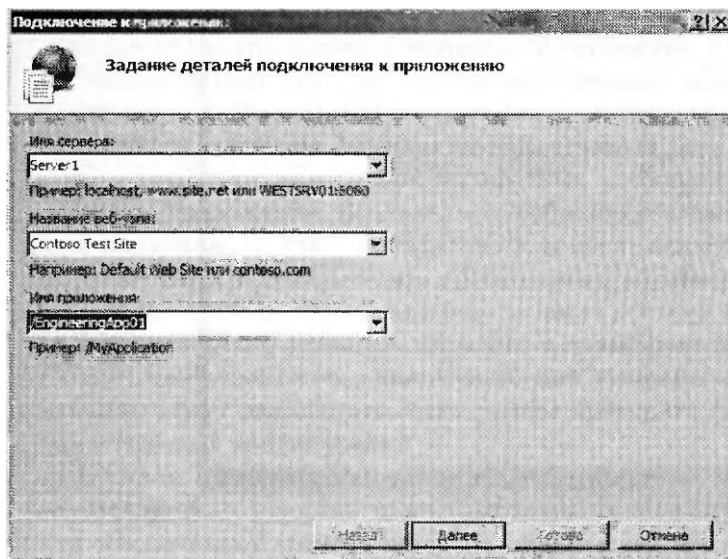 Подключение к приложению
Задание деталей подключения к приложению
Имя сервера:
Server1
Пример: localhost, www.site.net или WESTSRV01:8080
Название веб-узла:
Contoso Test Site
Например: Default Web Site или contoso.com
Имя приложения:
/EngineeringApp01
Пример: /MyApplication
Назад
Далее
Готово
Отмена